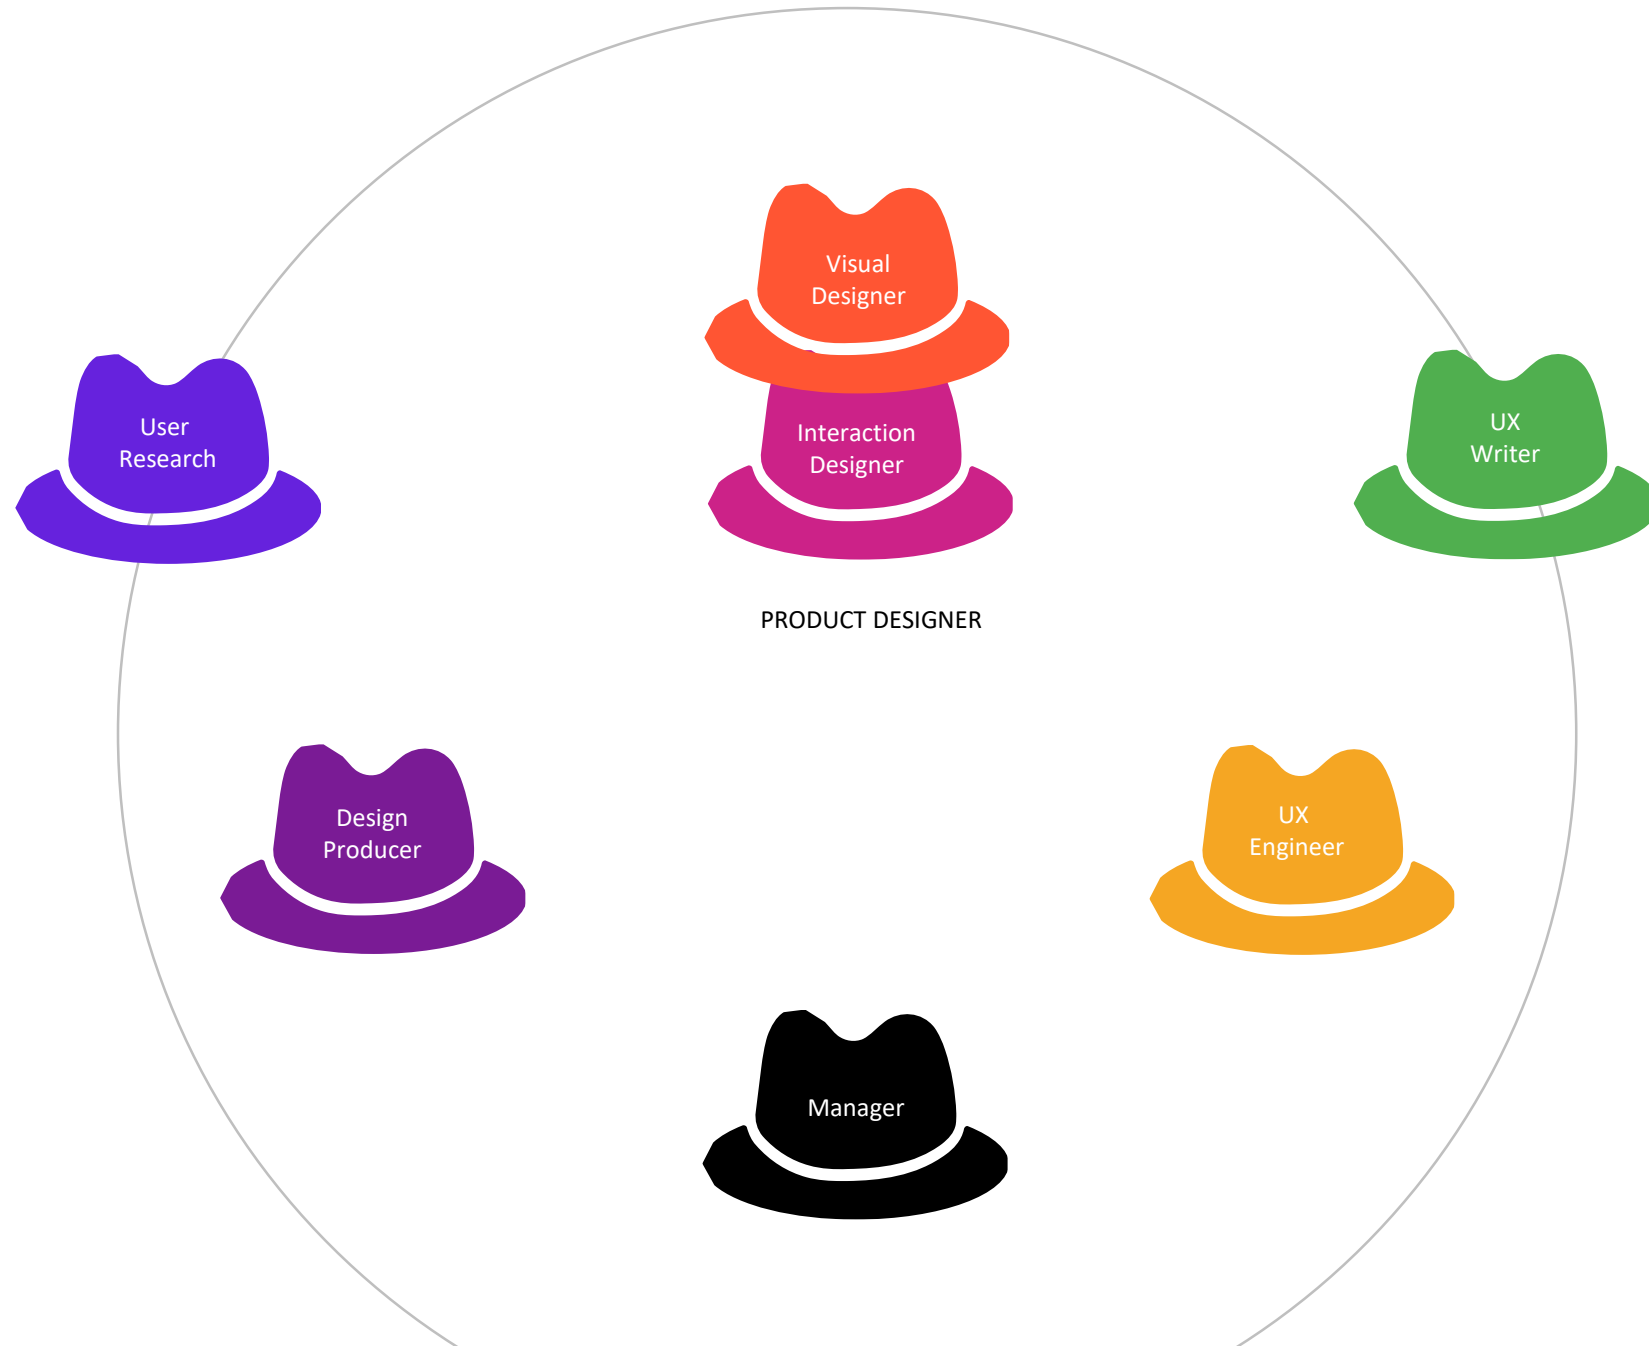 Visual
Designer
User
Research
Interaction
Designer
UX
Writer
PRODUCT DESIGNER
Design
Producer
UX
Engineer
Manager